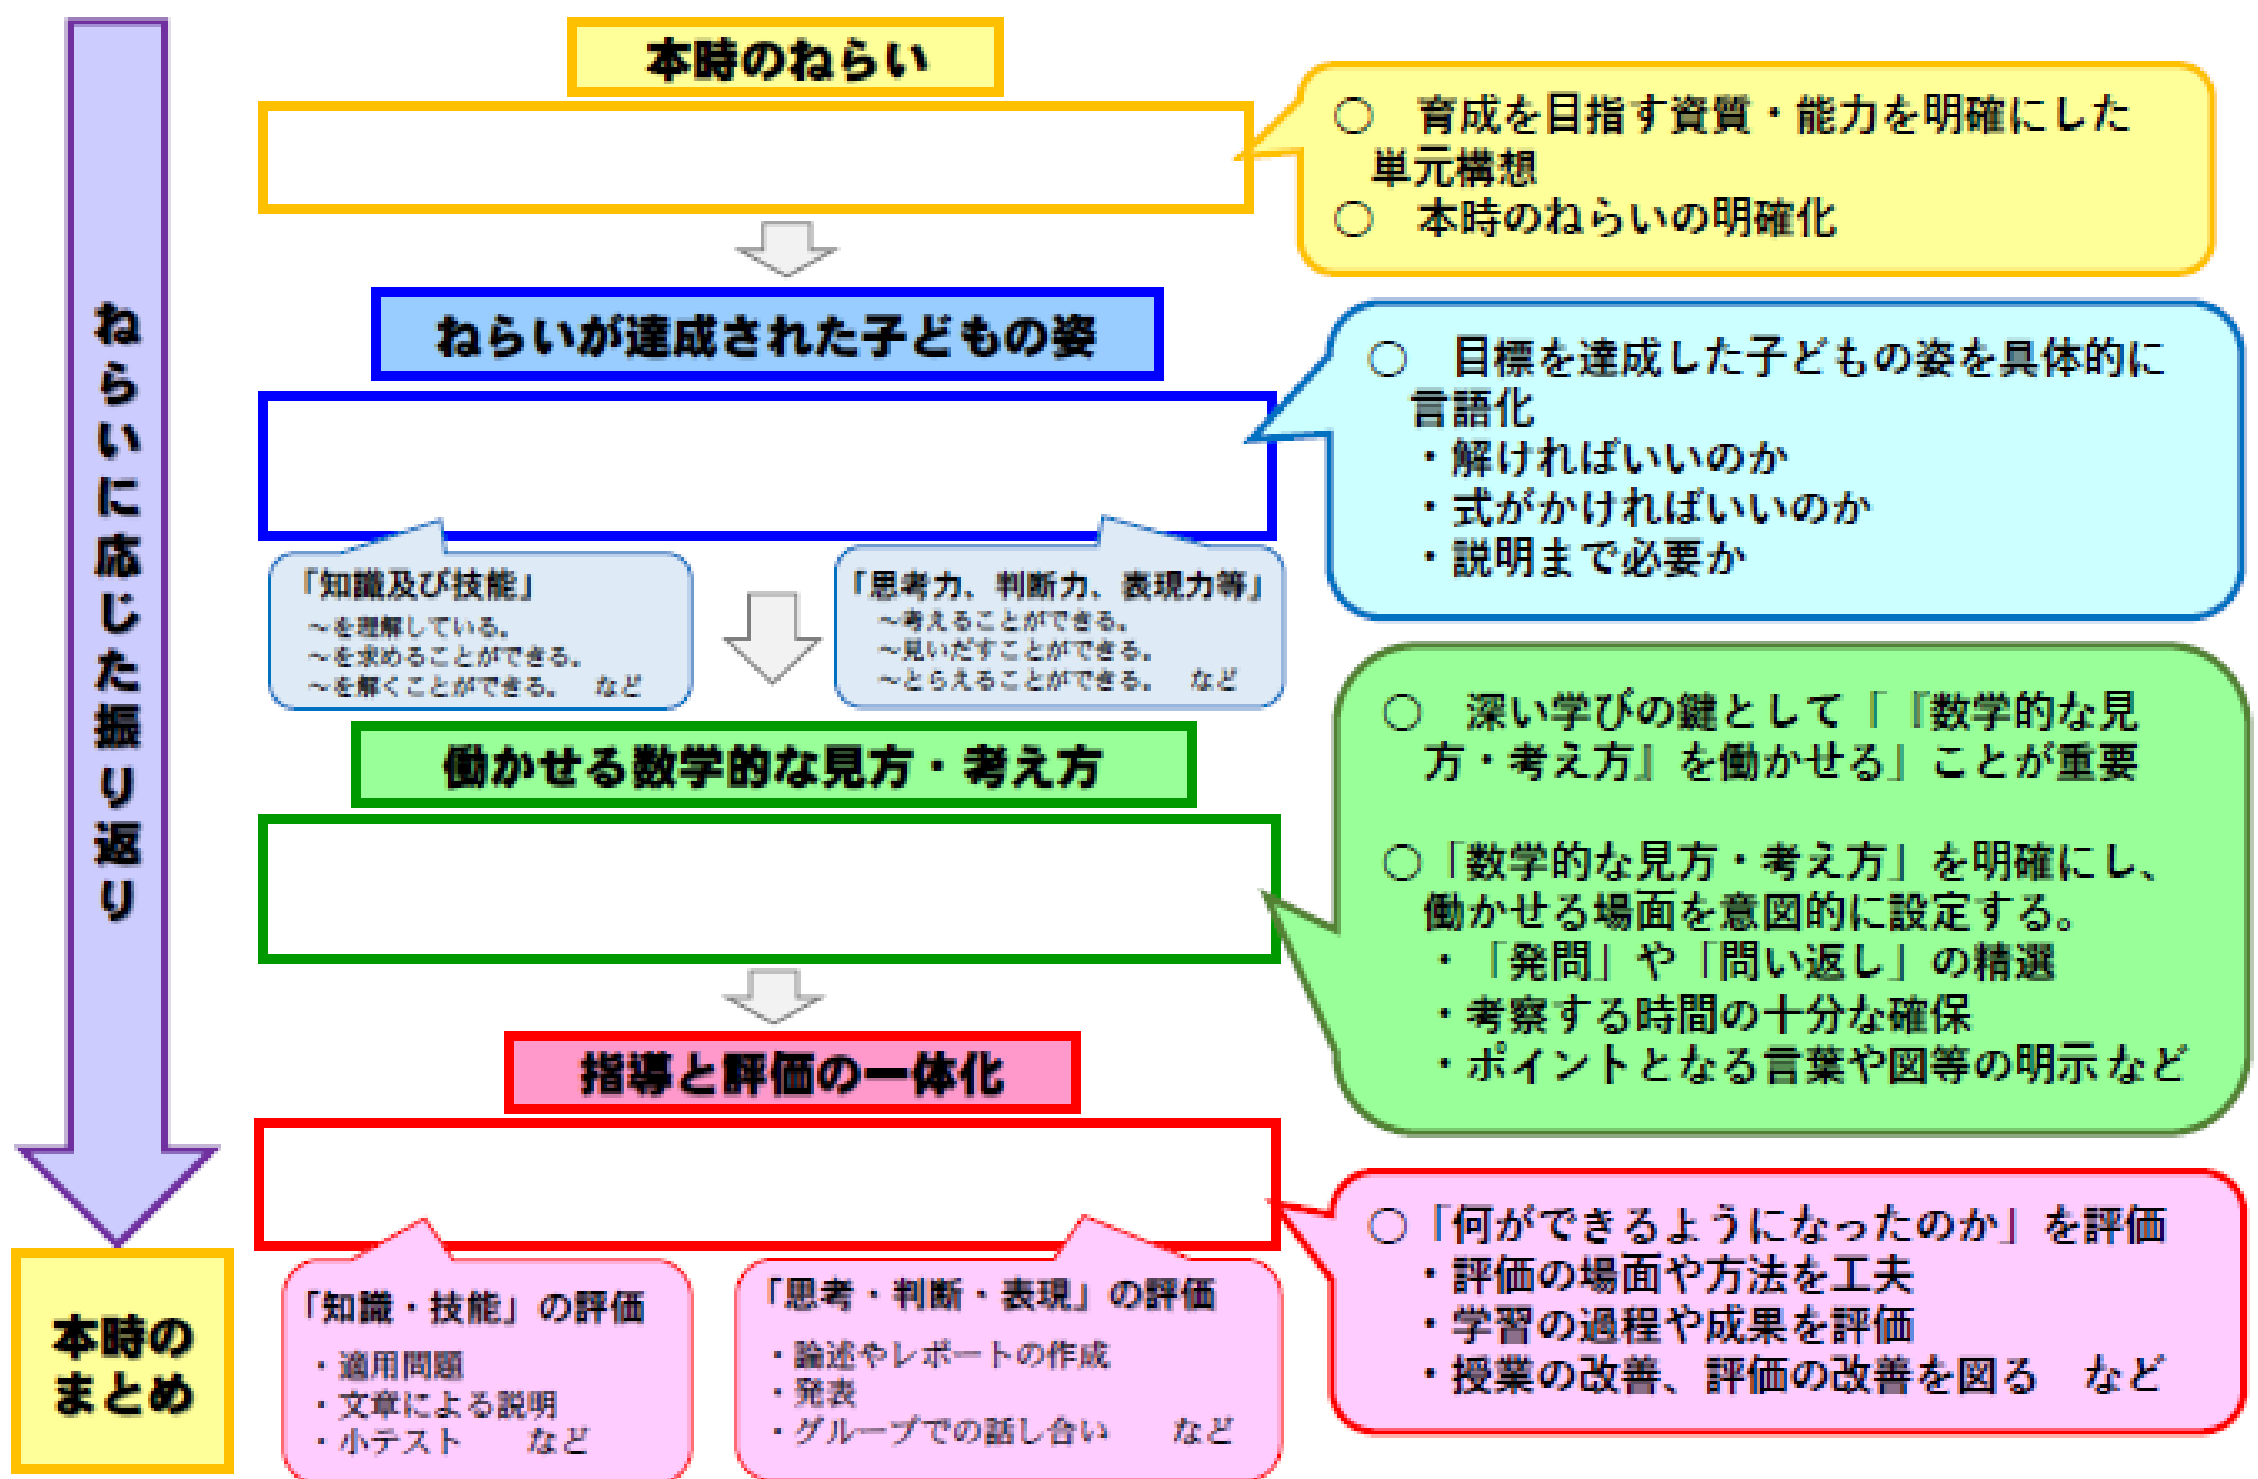 ねらいに応じた振り返り
本時の
まとめ
本時のねらい
○　育成を目指す資質・能力を明確にした
単元構想
○　本時のねらいの明確化
ねらいが達成された子どもの姿
○　目標を達成した子どもの姿を具体的に
言語化
・解ければいいのか
・式がかければいいのか
・説明まで必要か
「知識及び技能」
～を理解している。
～を求めることができる。
～を解くことができる。　など
「思考力、判断力、表現力等」
～考えることができる。
～見いだすことができる。
～とらえることができる。　など
働かせる数学的な見方・考え方
○　深い学びの鍵として「『数学的な見
方・考え方』を働かせる」ことが重要
○「数学的な見方・考え方」を明確にし、
働かせる場面を意図的に設定する。
・「発問」や「問い返し」の精選
・考察する時間の十分な確保
・ポイントとなる言葉や図等の明示 など
指導と評価の一体化
○「何ができるようになったのか」を評価
・評価の場面や方法を工夫
・学習の過程や成果を評価
・授業の改善、評価の改善を図る　など
「知識・技能」の評価
・適用問題
・文章による説明
・小テスト　　など
「思考・判断・表現」の評価
・論述やレポートの作成
・発表
・グループでの話し合い　　など